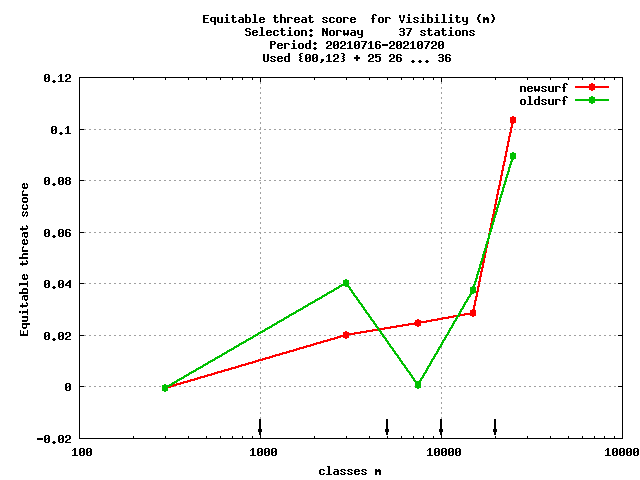 Equitable threat score  for Visibility (m)
Selection: Norway     37 stations
Period: 20210716-20210720
Used {00,12} + 25 26 ... 36
newsurf
oldsurf
0.12
0.1
0.08
0.06
0.04
0.02
0
-0.02
Equitable threat score
100 1000 10000 10000
classes m